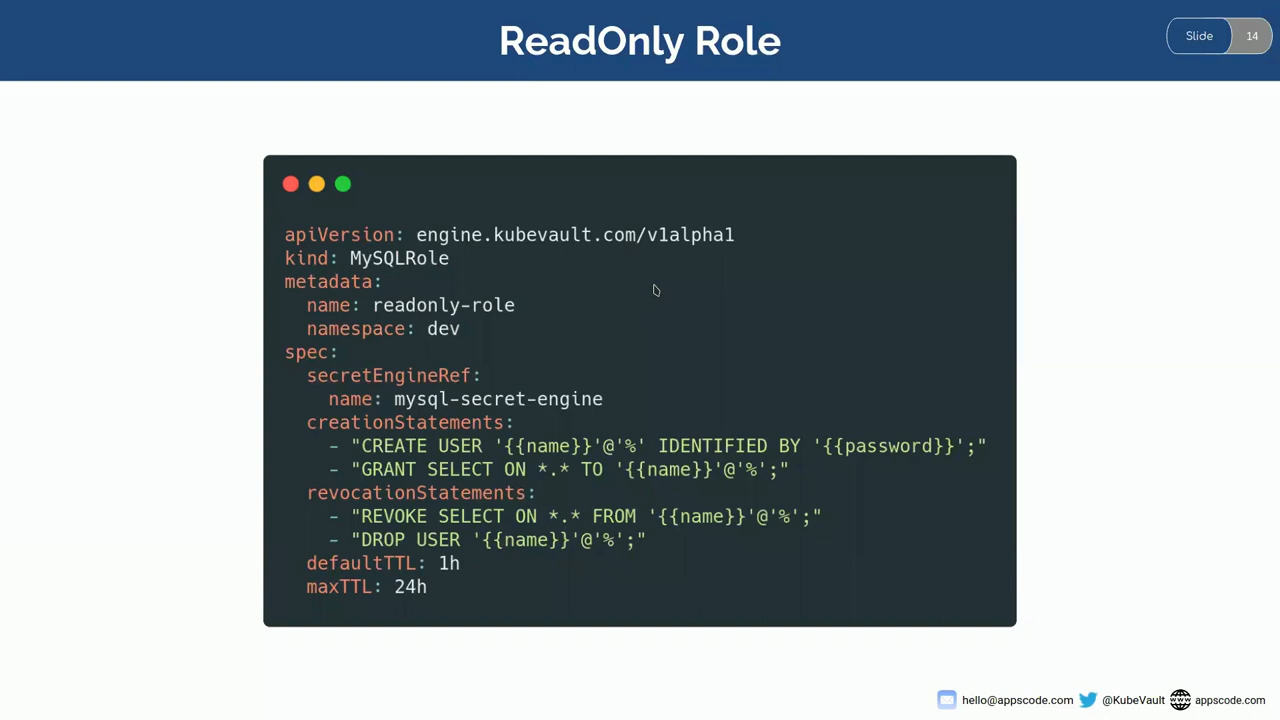 ReadOnly Role
Slide 14
apiVersion: engine.kubevault.com/v1alpha1
kind: MySQLRole
metadata:
  name: readonly-role
  namespace: dev
spec:
  secretEngineRef:
    name: mysql-secret-engine
  creationStatements:
    - "CREATE USER '{{name}}'@'%' IDENTIFIED BY '{{password}}';"
    - "GRANT SELECT ON *.* TO '{{name}}'@'%';"
  revocationStatements:
    - "REVOKE SELECT ON *.* FROM '{{name}}'@'%';"
    - "DROP USER '{{name}}'@'%';"
  defaultTTL: 1h
  maxTTL: 24h
hello@appscode.com @KubeVault appscode.com